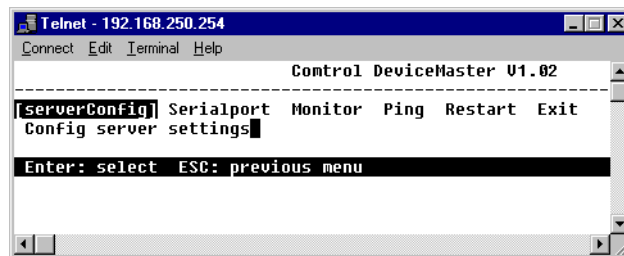 Telnet - 192.168.250.254
Connect Edit Terminal Help
Comtrol DeviceMaster V1.02
[serverConfig] Serialport Monitor Ping Restart Exit
Config server settings
Enter: select ESC: previous menu